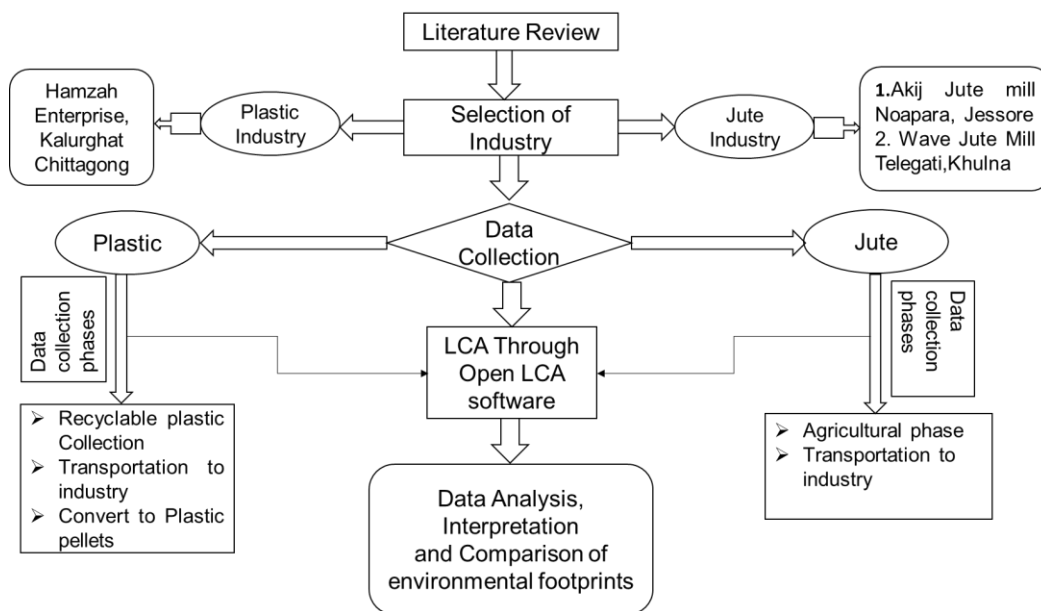 Literature Review
Hamzah
Enterprise,
Kalurghat
Chittagong
Plastic
Industry
Selection of
Industry
Jute
Industry
1.Akij Jute mill
Noapara, Jessore
2. Wave Jute Mill
Telegati,Khulna
Plastic
Data
Collection
Jute
Data
collection
phases
Data
collection
phases
LCA Through
Open LCA
software
➢ Recyclable plastic
Collection
➢ Transportation to
industry
➢ Convert to Plastic
pellets
➢ Agricultural phase
➢ Transportation to
industry
Data Analysis,
Interpretation
and Comparison of
environmental footprints